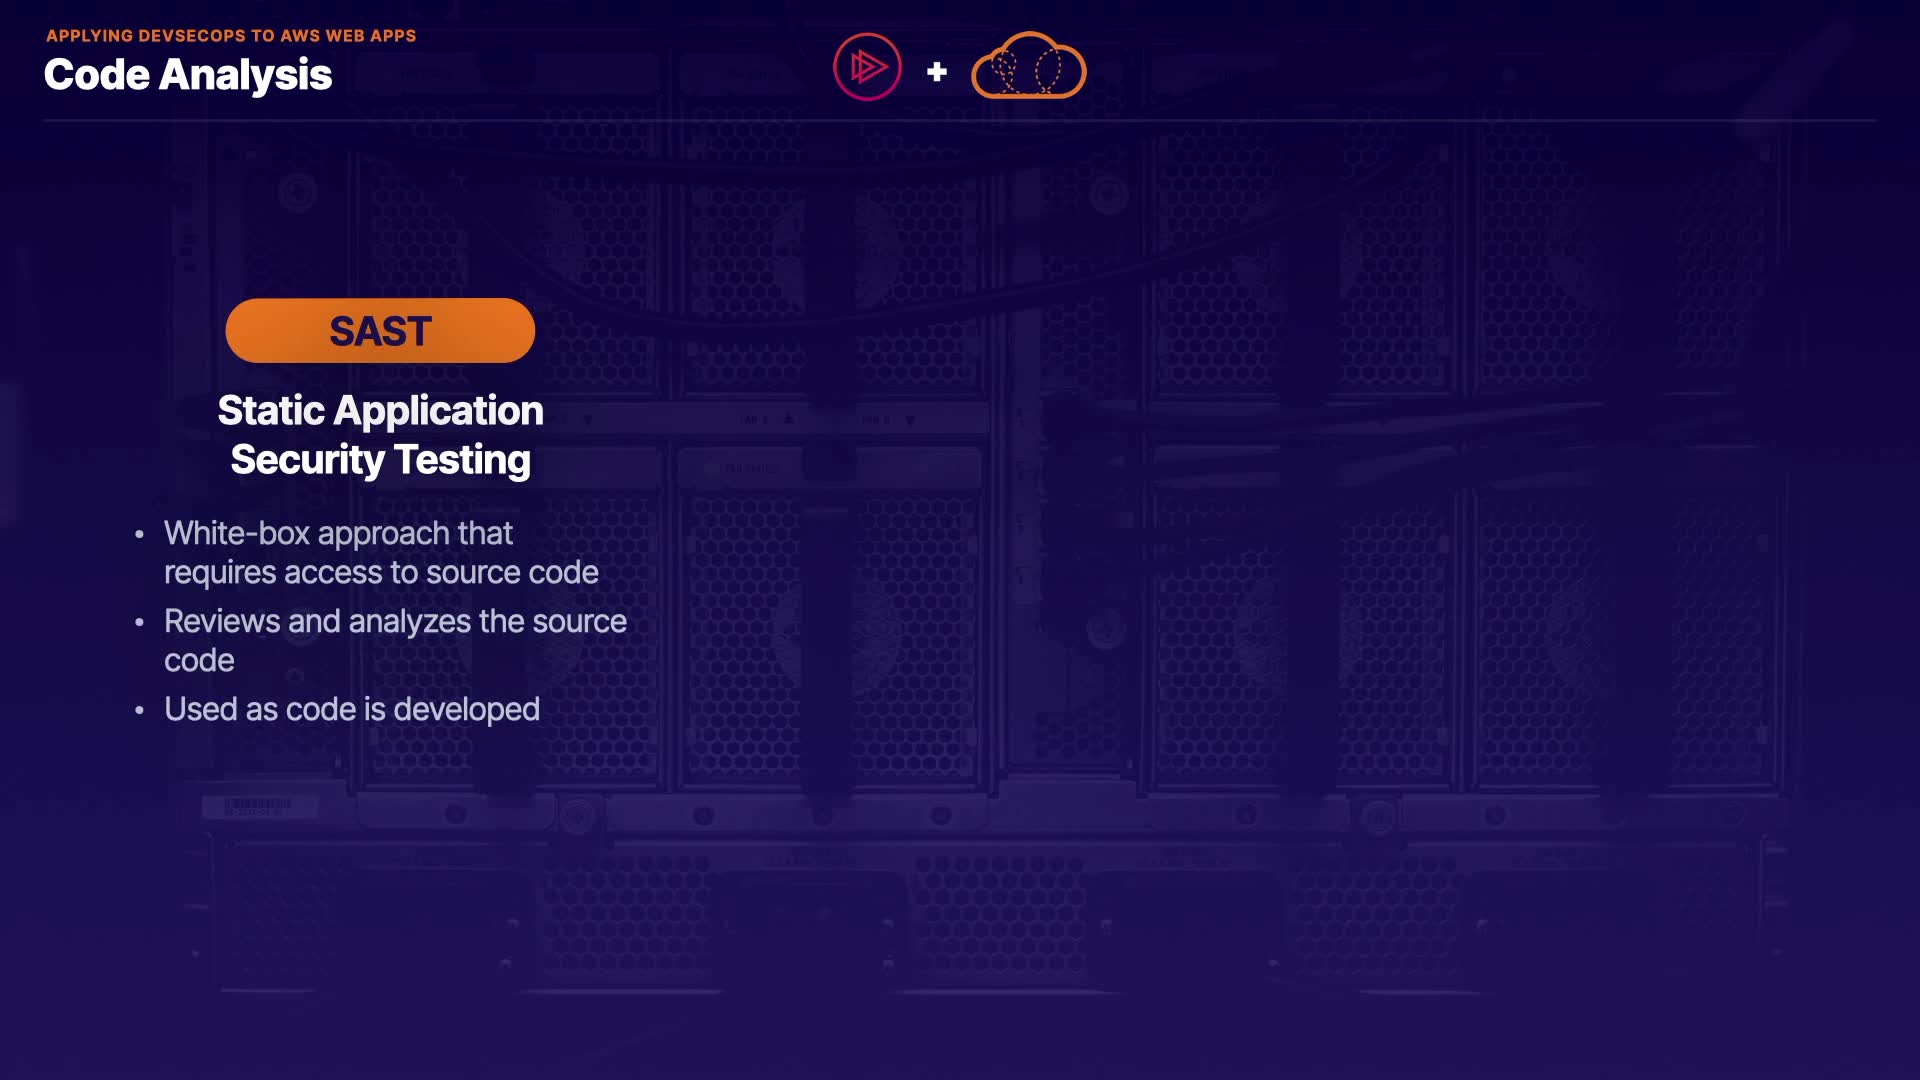 APPLYING DEVSECOPS TO AWS WEB APPS
Code Analysis
+
SAST
Static Application
Security Testing
• White-box approach that
requires access to source code
• Reviews and analyzes the source
code
• Used as code is developed